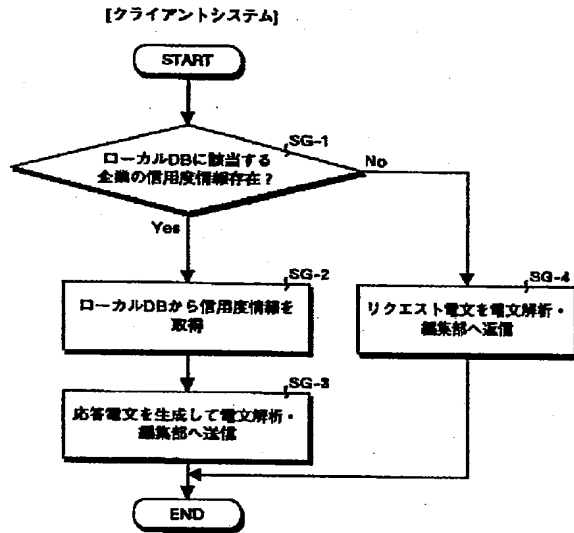 [クライアントシステム]
START
SG-1
ローカルDBに該当する
企業の信用度情報存在？
No
Yes
SG-2
ローカルDBから信用度情報を
取得
SG-4
リクエスト電文を電文解析・
編集部へ返信
SG-3
応答電文を生成して電文解析・
編集部へ送信
END